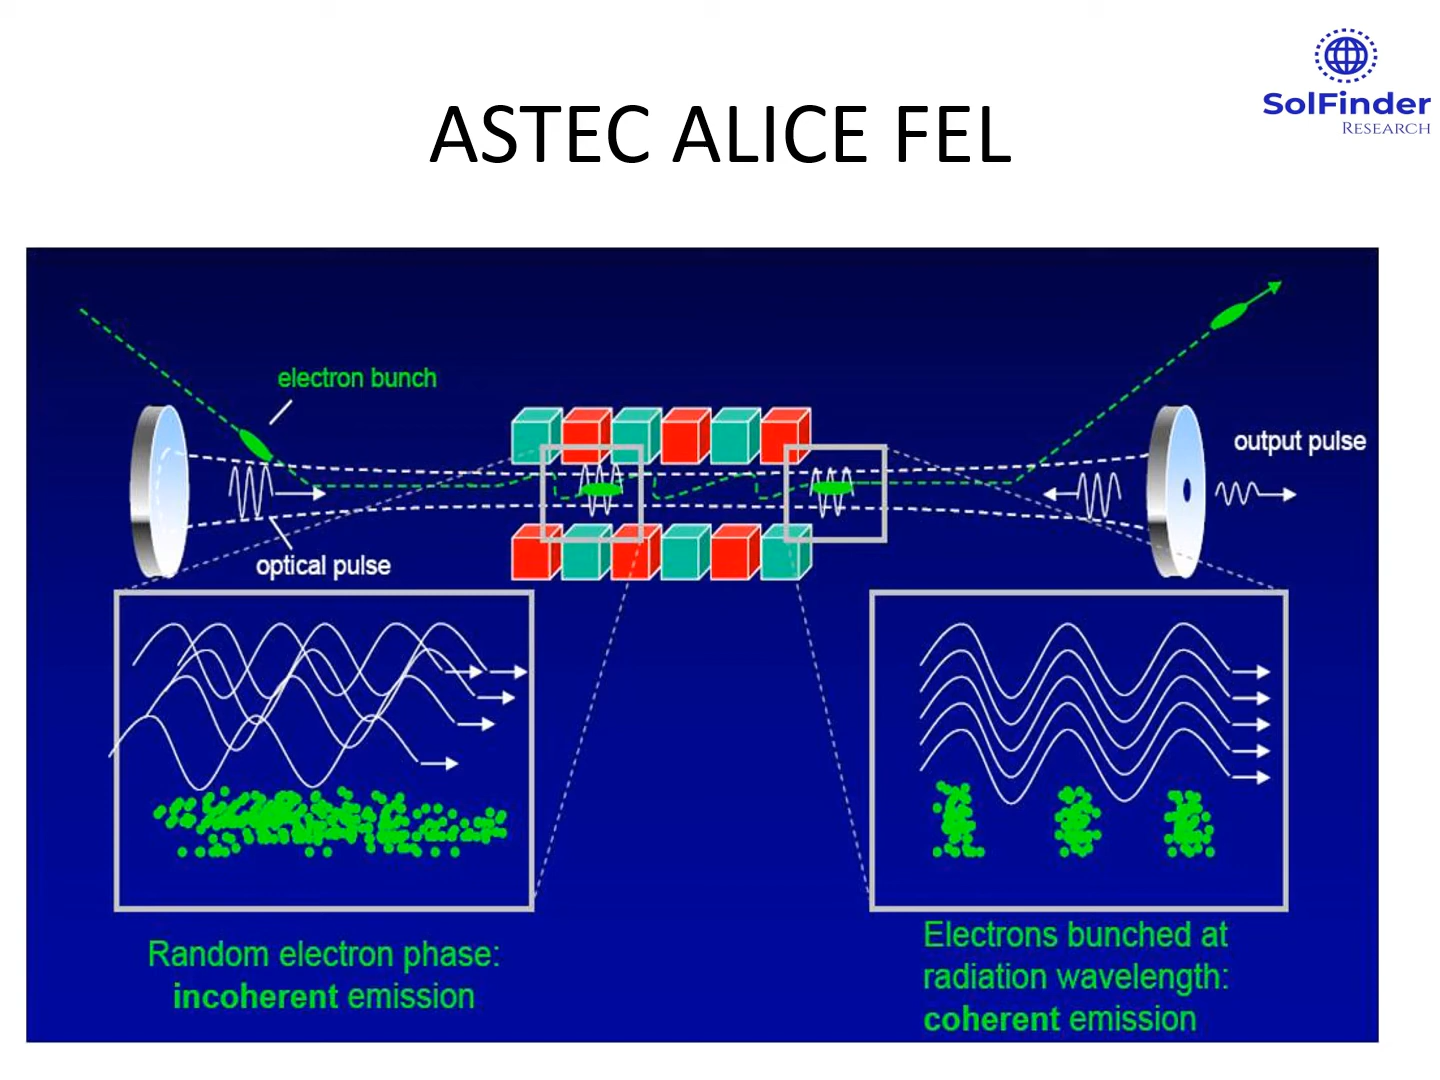 SolFinder
RESEARCH
ASTEC ALICE FEL
electron bunch
output pulse
optical pulse
Random electron phase:
incoherent emission
Electrons bunched at
radiation wavelength:
coherent emission